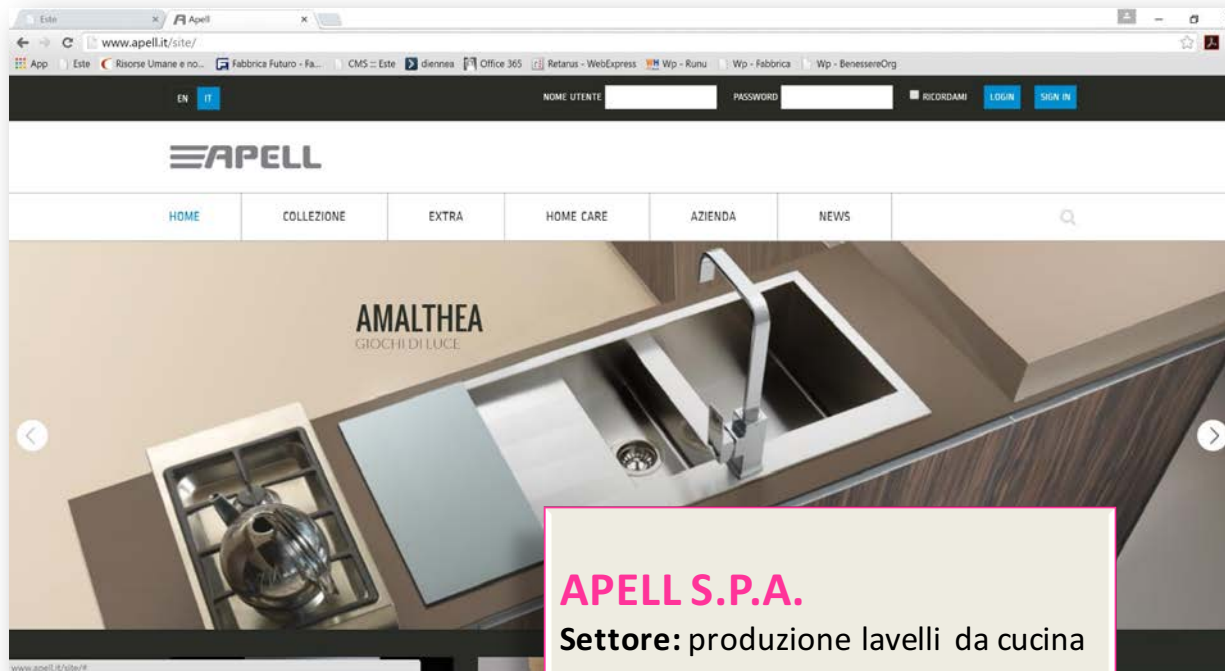 Este
Apell
www.apell.it/site/
App Este Risorse Umane e no... Fabbrica Futuro - Fa... CMS :: Este diennea Office 365 Retarus - WebExpress Wp - Runu Wp - Fabbrica Wp - BenessereOrg
EN IT NOME UTENTE PASSWORD RICORDAMI LOGIN SIGN IN
APELL
HOME COLLEZIONE EXTRA HOME CARE AZIENDA NEWS
AMALTHEA
GIOCHI DI LUCE
APELL S.P.A.
Settore: produzione lavelli da cucina
www.apell.it/site/#